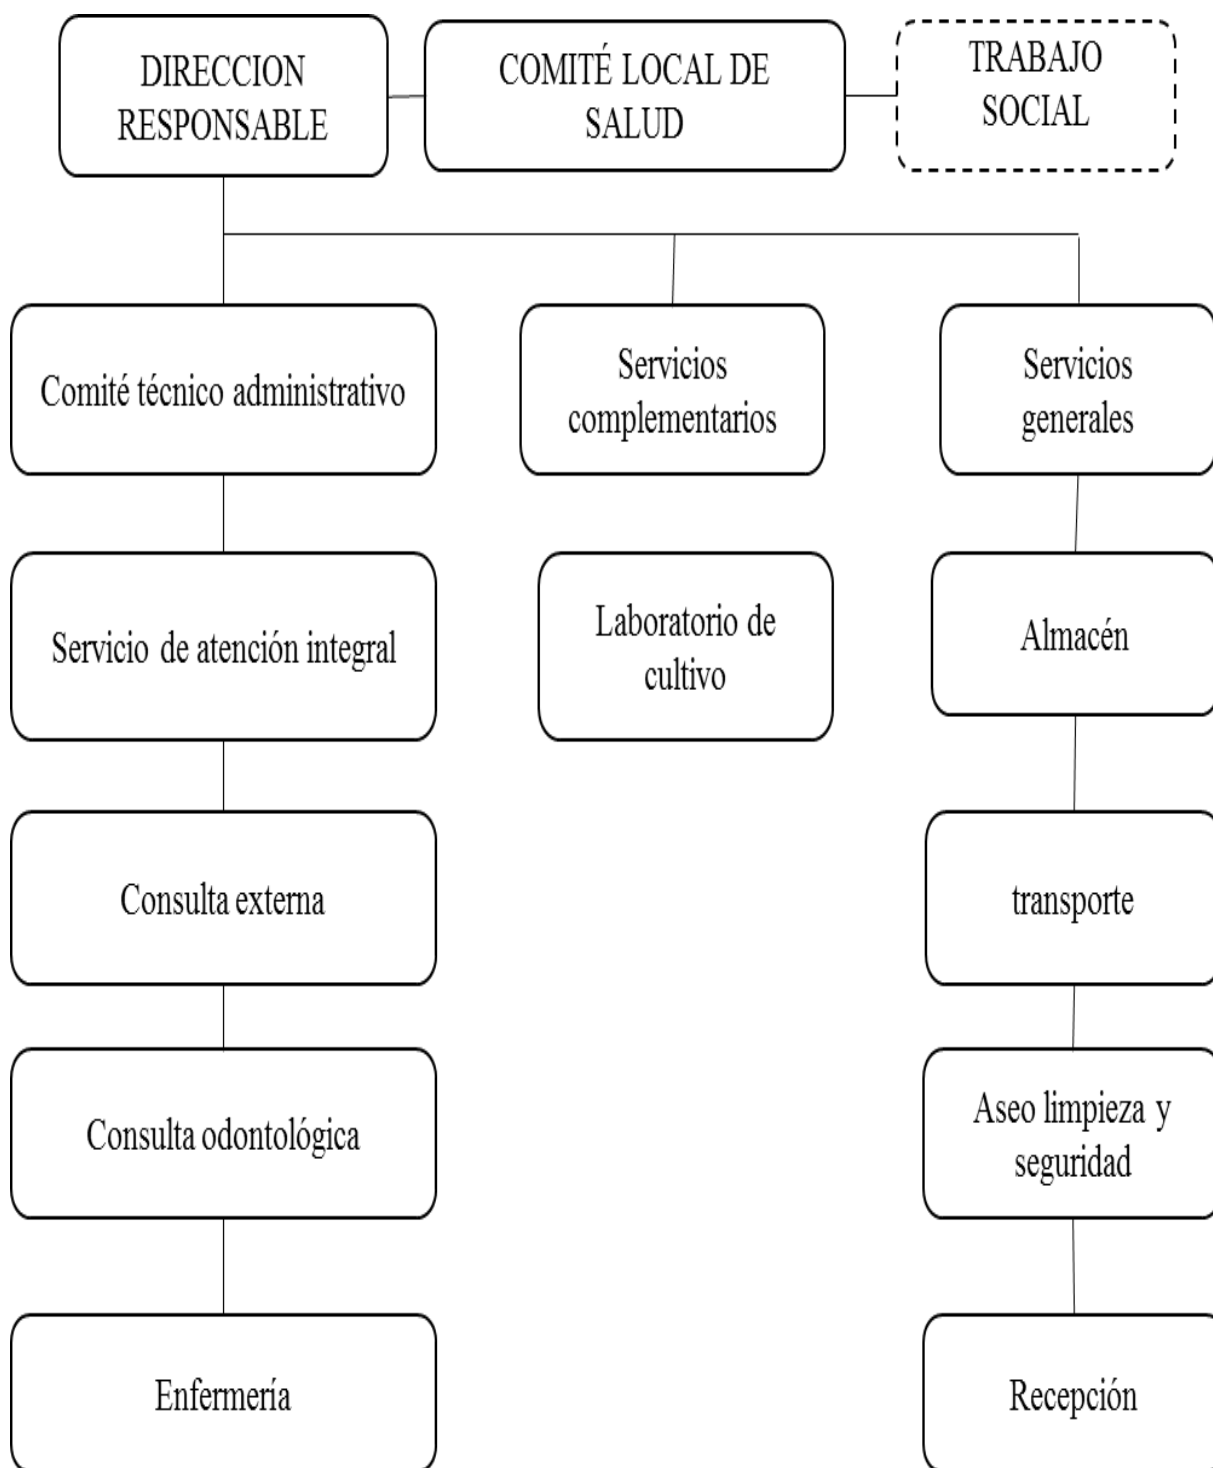 DIRECCION
RESPONSABLE
COMITÉ LOCAL DE
SALUD
TRABAJO
SOCIAL
Comité técnico administrativo
Servicios
complementarios
Servicios
generales
Servicio de atención integral
Laboratorio de
cultivo
Almacén
Consulta externa
transporte
Consulta odontológica
Aseo limpieza y
seguridad
Enfermería
Recepción